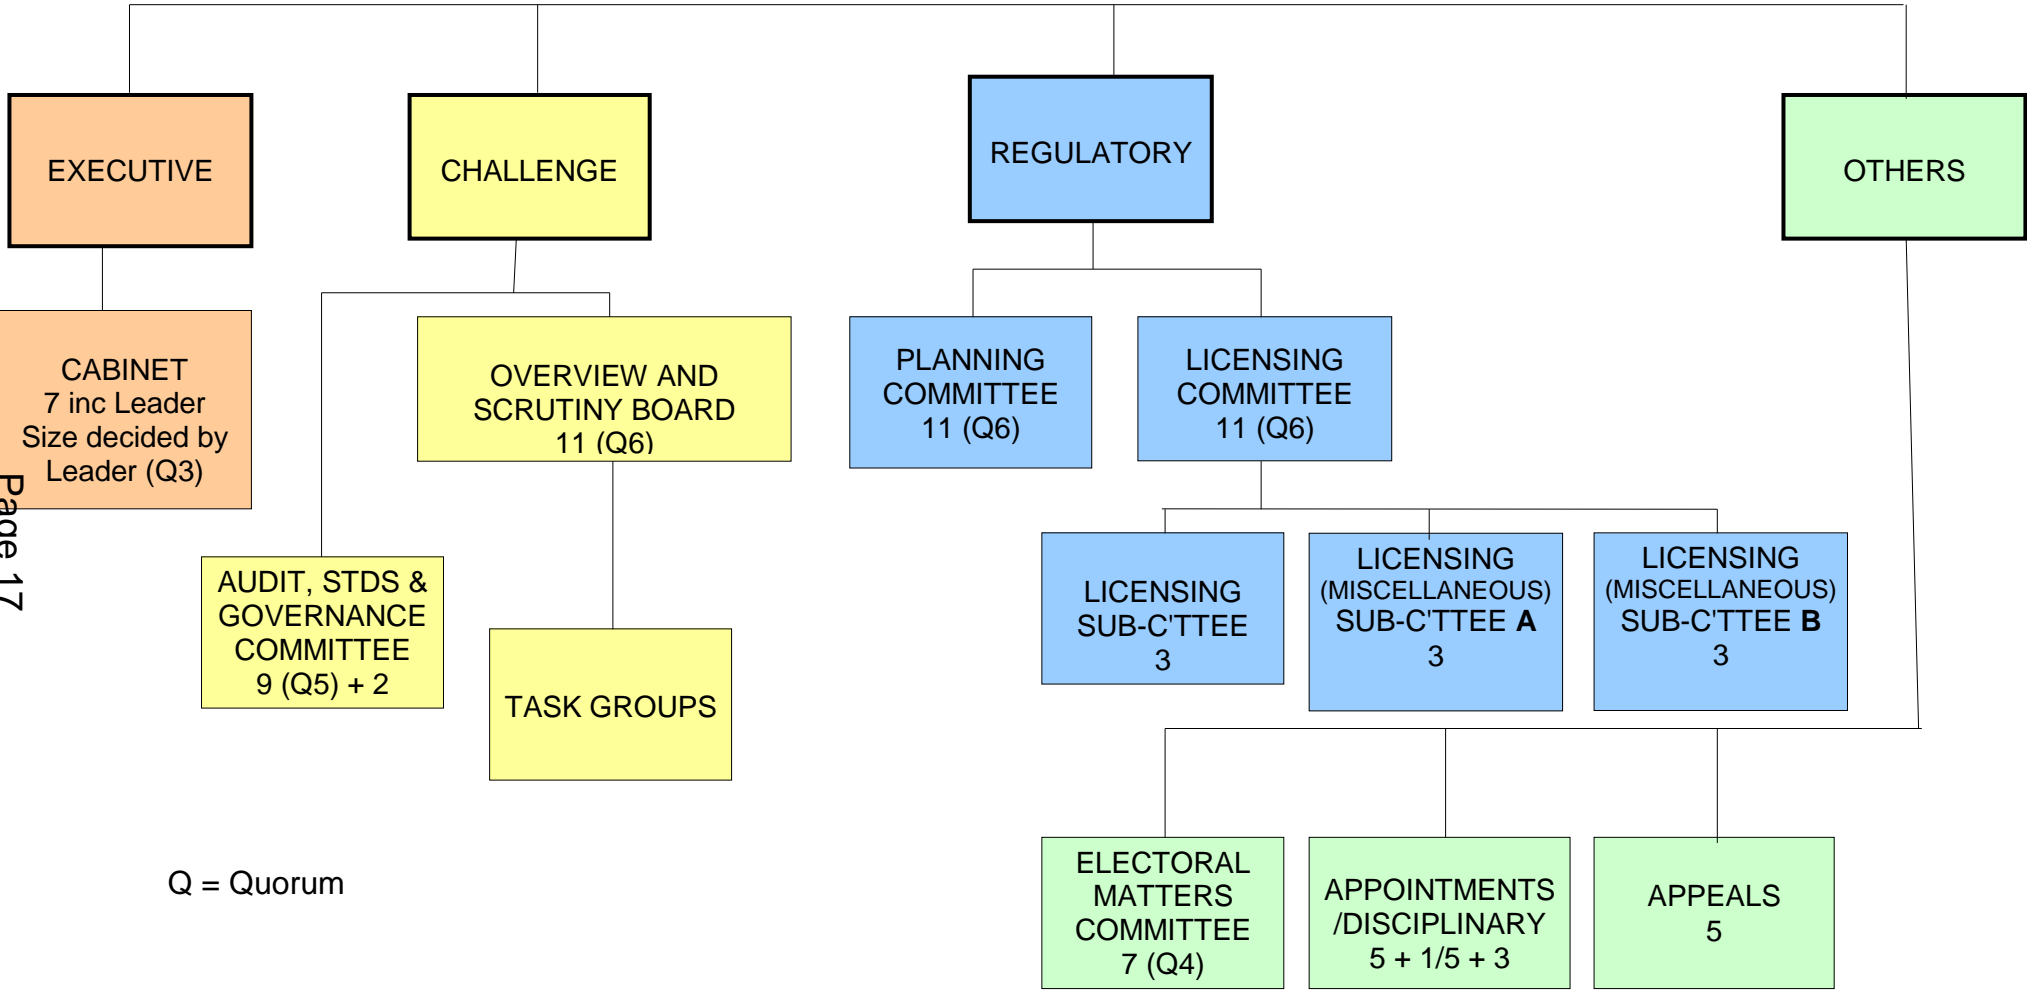 EXECUTIVE
CHALLENGE
REGULATORY
OTHERS
CABINET
7 inc Leader
Size decided by
Leader (Q3)
OVERVIEW AND
SCRUTINY BOARD
11 (Q6)
PLANNING
COMMITTEE
11 (Q6)
LICENSING
COMMITTEE
11 (Q6)
AUDIT, STDS &
GOVERNANCE
COMMITTEE
9 (Q5) + 2
TASK GROUPS
LICENSING
SUB-C'TTEE
3
LICENSING
(MISCELLANEOUS)
SUB-C'TTEE A
3
LICENSING
(MISCELLANEOUS)
SUB-C'TTEE B
3
ELECTORAL
MATTERS
COMMITTEE
7 (Q4)
APPOINTMENTS
/DISCIPLINARY
5 + 1/5 + 3
APPEALS
5
Q = Quorum
Page 17